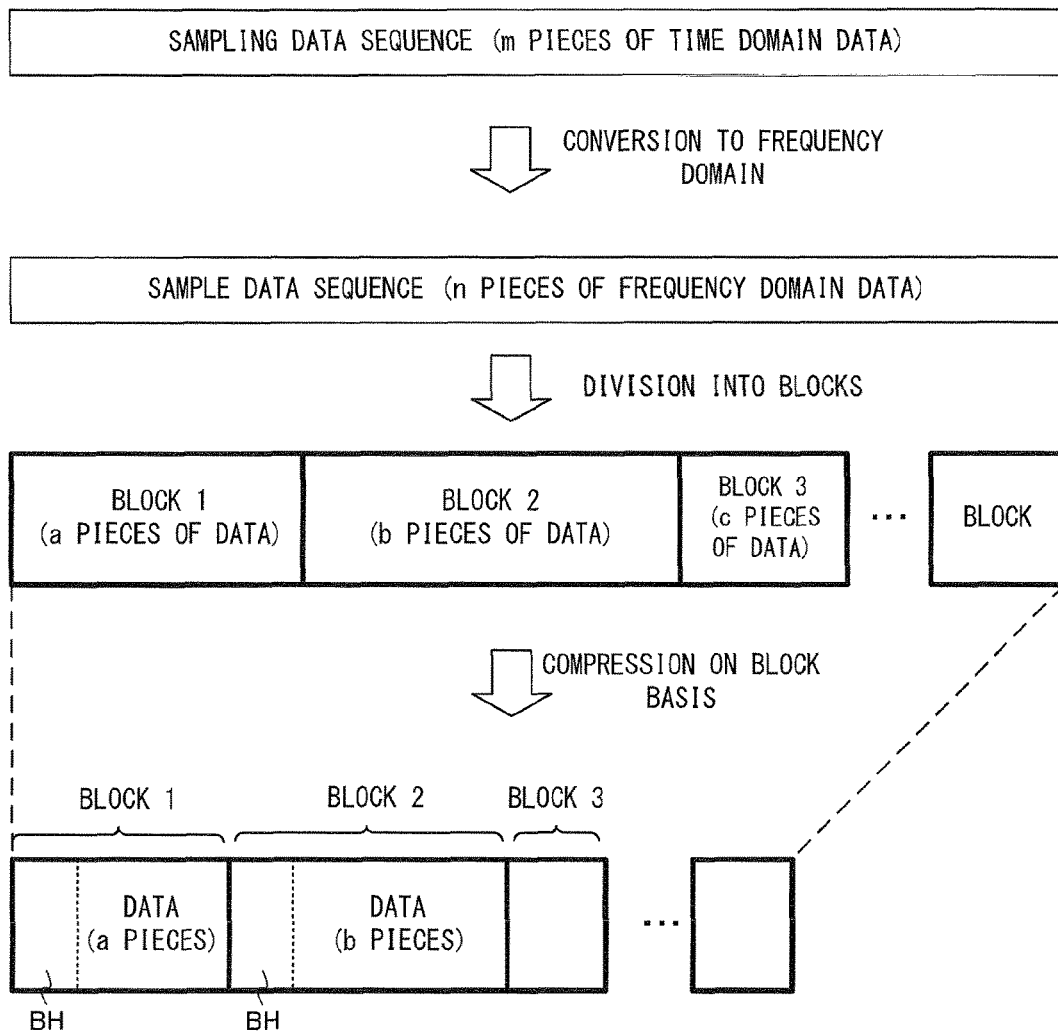 SAMPLING DATA SEQUENCE (m PIECES OF TIME DOMAIN DATA)
CONVERSION TO FREQUENCY
DOMAIN
SAMPLE DATA SEQUENCE (n PIECES OF FREQUENCY DOMAIN DATA)
DIVISION INTO BLOCKS
BLOCK 1
(a PIECES OF DATA)
BLOCK 2
(b PIECES OF DATA)
BLOCK 3
(c PIECES
OF DATA)
...
BLOCK
COMPRESSION ON BLOCK
BASIS
BLOCK 1
BLOCK 2
BLOCK 3
DATA
(a PIECES)
DATA
(b PIECES)
...
BH
BH